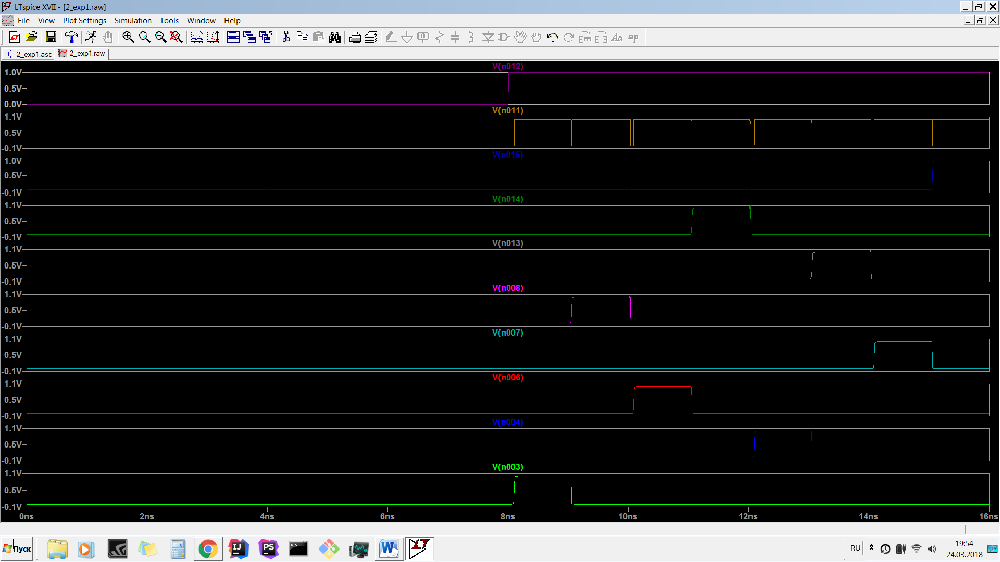 LTspice XVII - [2_exp1.raw]
File View Plot Settings Simulation Tools Window Help
2_exp1.asc 2_exp1.raw
V(n012)
1.0V
0.5V
0.0V
V(n011)
1.1V
0.5V
-0.1V
V(n015)
1.0V
0.5V
-0.1V
V(n014)
1.1V
0.5V
-0.1V
V(n013)
1.1V
0.5V
-0.1V
V(n008)
1.1V
0.5V
-0.1V
V(n007)
1.1V
0.5V
-0.1V
V(n006)
1.1V
0.5V
-0.1V
V(n004)
1.1V
0.5V
-0.1V
V(n003)
1.1V
0.5V
-0.1V
0ns 2ns 4ns 6ns 8ns 10ns 12ns 14ns 16ns
Пуск
RU
19:54
24.03.2018